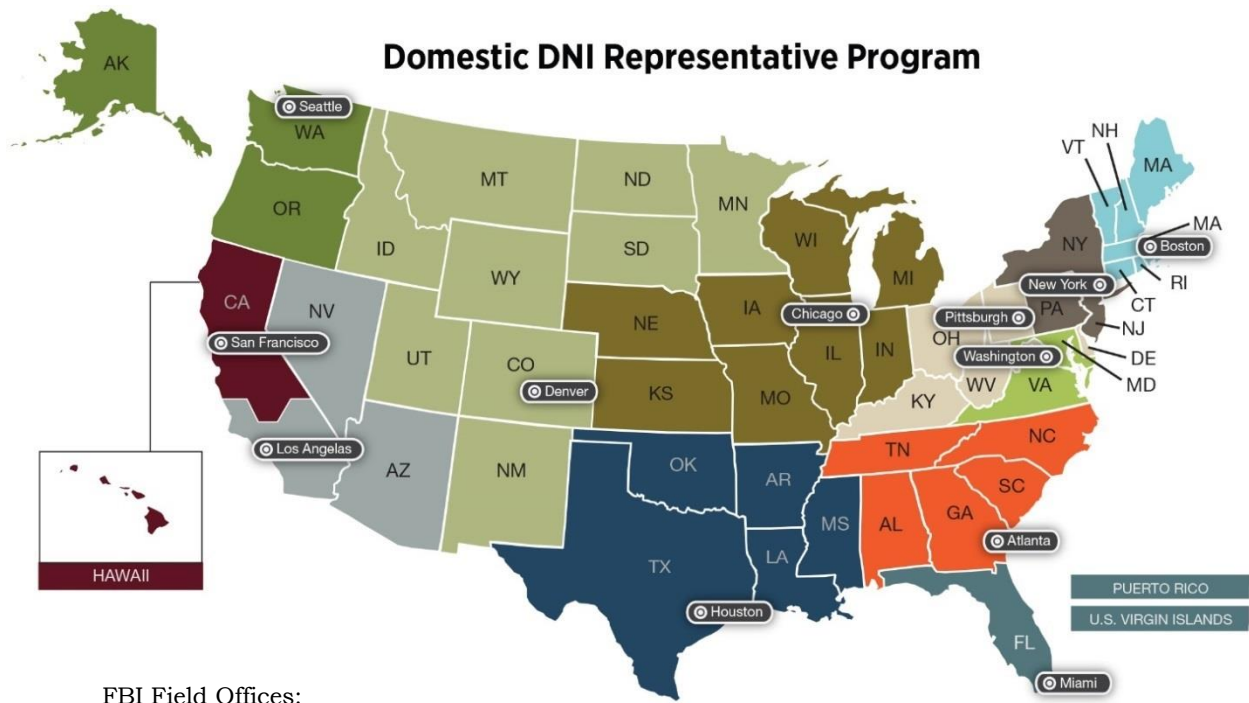 Domestic DNI Representative Program
AK
Seattle
WA
OR
MT
ID
WY
ND
SD
MN
CA
San Francisco
NV
UT
CO
Denver
Los Angelas
AZ
NM
HAWAII
NE
KS
IA
MO
WI
MI
Chicago
IL
IN
OK
AR
TX
LA
MS
Houston
OH
KY
WV
Pittsburgh
Washington
VA
NY
New York
PA
VT
NH
MA
MA
Boston
RI
CT
NJ
DE
MD
TN
NC
SC
AL
GA
Atlanta
FL
Miami
PUERTO RICO
U.S. VIRGIN ISLANDS
FBI Field Offices: